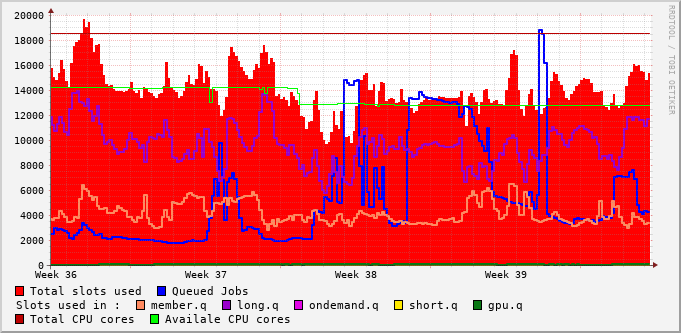 20000
18000
16000
14000
12000
10000
8000
6000
4000
2000
0
Week 36 Week 37 Week 38 Week 39
RRDTOOL / TOBI OETIKER
Total slots used Queued Jobs
Slots used in : member.q long.q ondemand.q short.q gpu.q
Total CPU cores Availale CPU cores